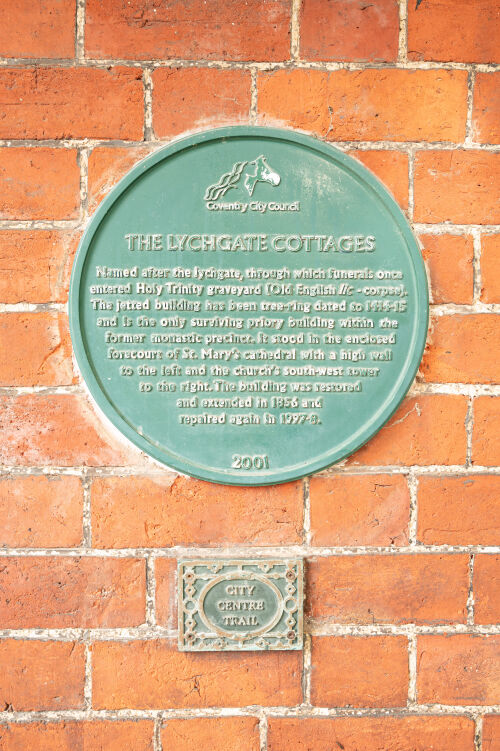 Coventry City Council
THE LYCHGATE COTTAGES
Named after the lychgate, through which funerals once
entered Holy Trinity graveyard (Old English lic - corpse).
The jetted building has been tree-ring dated to 1414-15
and is the only surviving priory building within the
former monastic precinct. It stood in the enclosed
forecourt of St. Mary's cathedral with a high wall
to the left and the church's south-west tower
to the right. The building was restored
and extended in 1856 and
repaired again in 1997-8.
2001
CITY
CENTRE
TRAIL